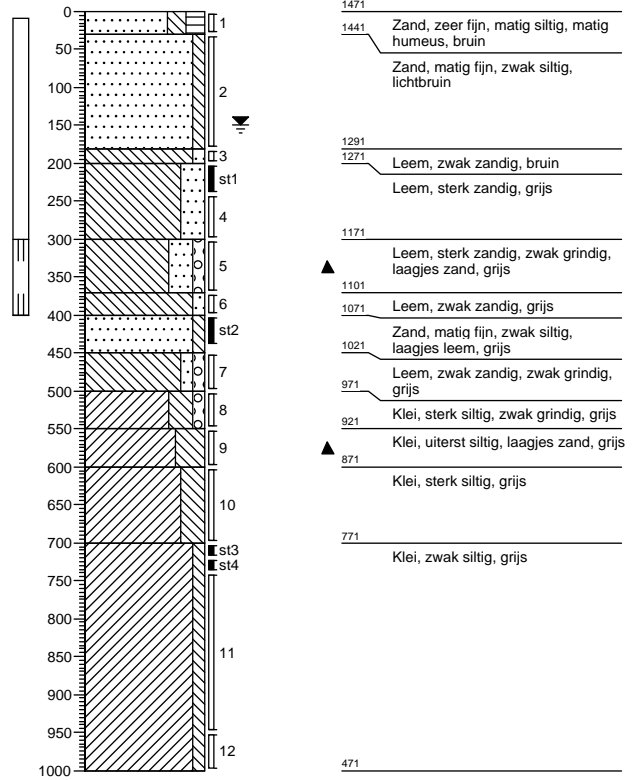 0
50
100
150
200
250
300
350
400
450
500
550
600
650
700
750
800
850
900
950
1000
1
2
3
st1
4
5
6
st2
7
8
9
10
st3
st4
11
12
1471
Zand, zeer fijn, matig siltig, matig
humeus, bruin
1441
Zand, matig fijn, zwak siltig,
lichtbruin
1291
Leem, zwak zandig, bruin
1271
Leem, sterk zandig, grijs
1171
Leem, sterk zandig, zwak grindig,
laagjes zand, grijs
1101
Leem, zwak zandig, grijs
1071
Zand, matig fijn, zwak siltig,
laagjes leem, grijs
1021
Leem, zwak zandig, zwak grindig,
grijs
971
Klei, sterk siltig, zwak grindig, grijs
921
Klei, uiterst siltig, laagjes zand, grijs
871
Klei, sterk siltig, grijs
771
Klei, zwak siltig, grijs
471